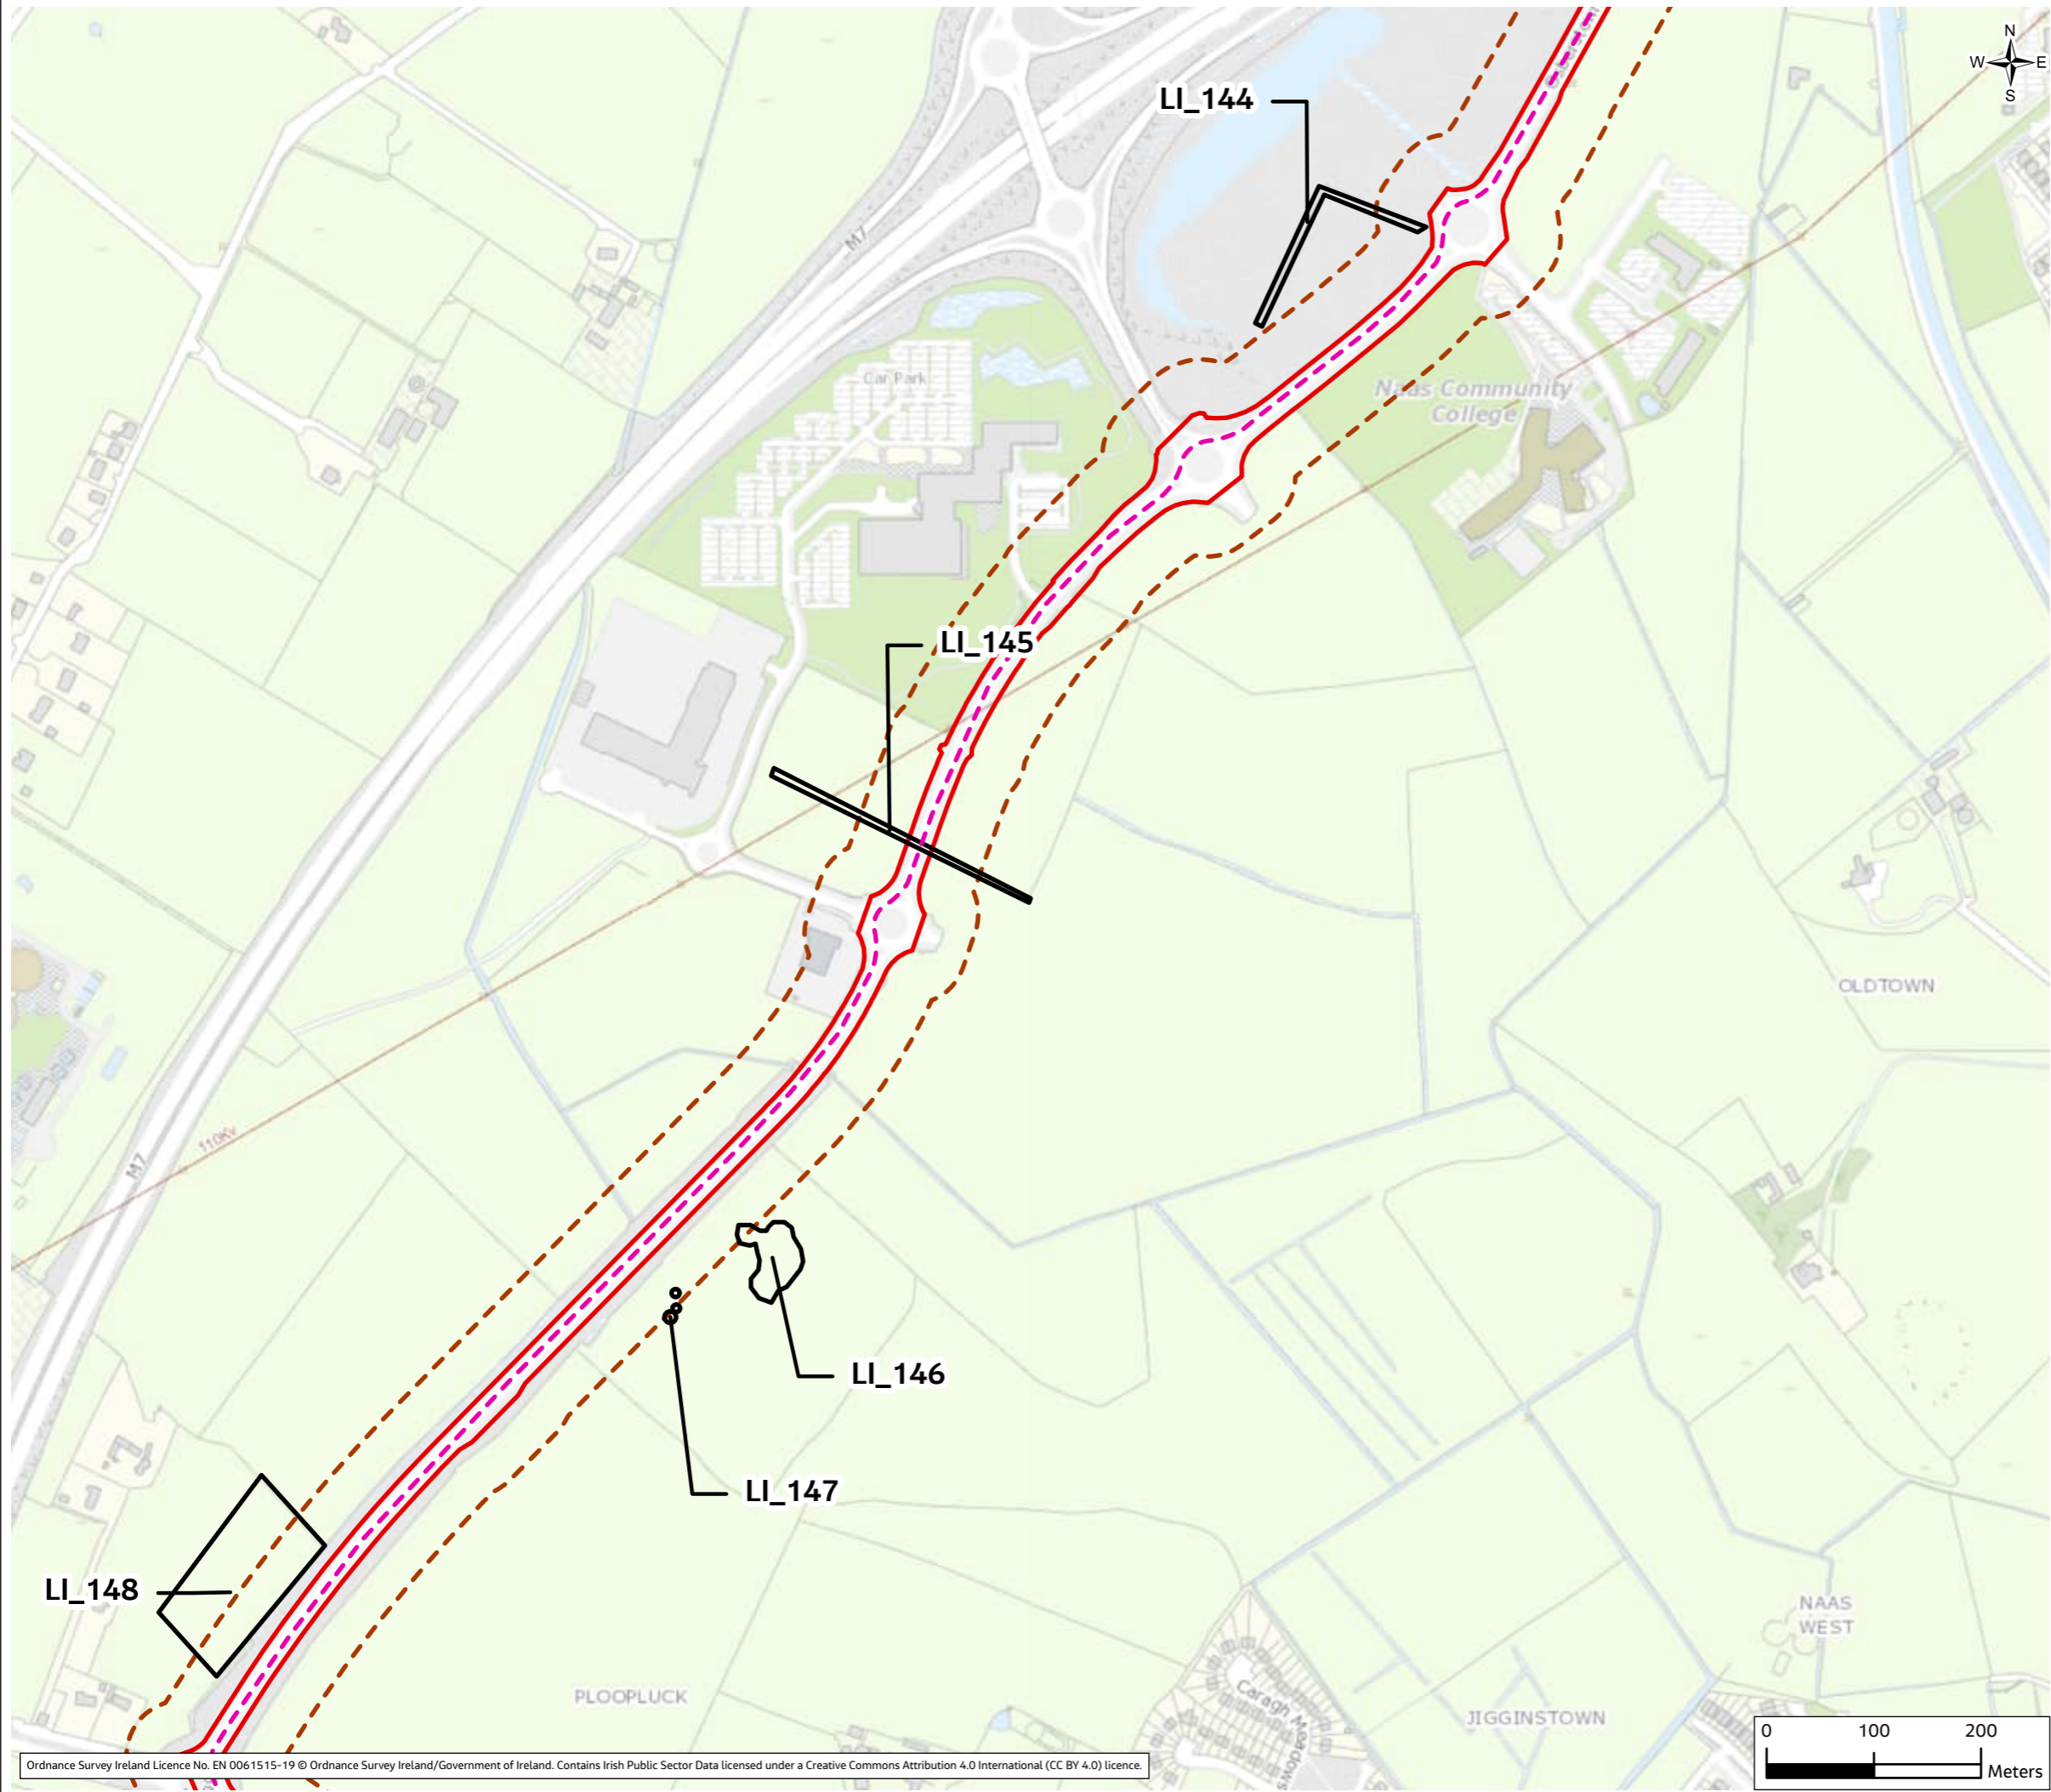 N
W E
S
LI_144
M7
Car Park
Naas Community
College
LI_145
OLDTOWN
110Kv
M7
LI_146
LI_147
LI_148
NAAS
WEST
PLOOPLUCK
Caragh Meadows
JIGGINSTOWN
0 100 200
Meters
Ordnance Survey Ireland Licence No. EN 0061515-19 © Ordnance Survey Ireland/Government of Ireland. Contains Irish Public Sector Data licensed under a Creative Commons Attribution 4.0 International (CC BY 4.0) licence.